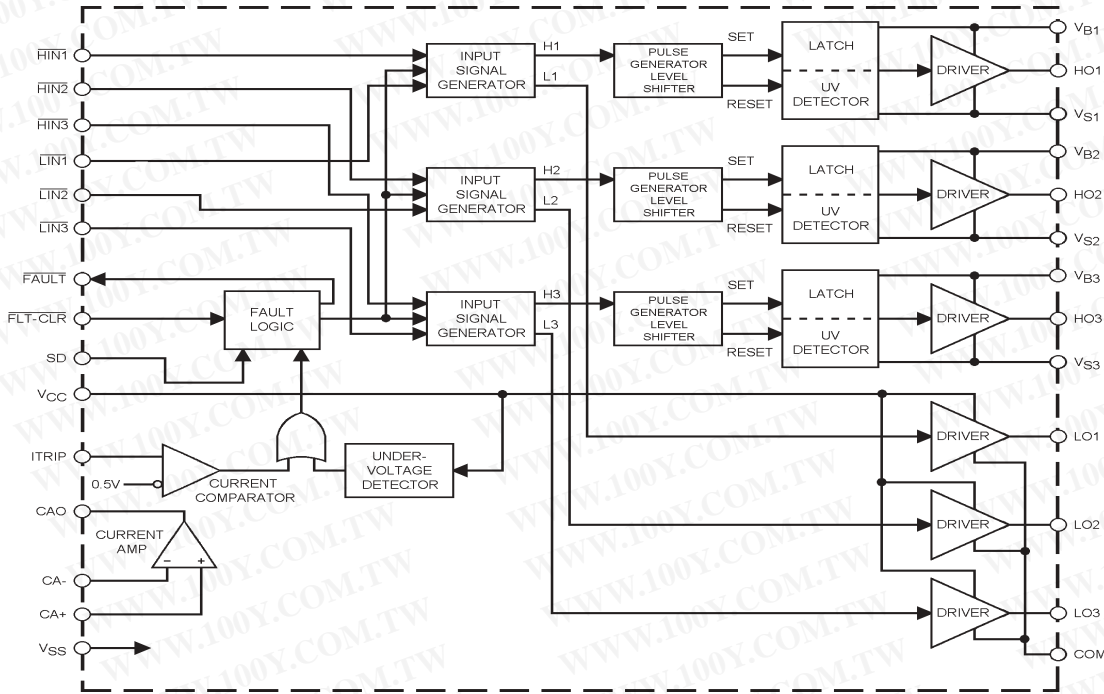 HIN1
HIN2
HIN3
LIN1
LIN2
LIN3
FAULT
FLT-CLR
SD
VCC
ITRIP
0.5V
CAO
CA-
CA+
VSS
INPUT
SIGNAL
GENERATOR
H1
L1
PULSE
GENERATOR
LEVEL
SHIFTER
SET
RESET
LATCH
UV
DETECTOR
DRIVER
VB1
HO1
VS1
INPUT
SIGNAL
GENERATOR
H2
L2
PULSE
GENERATOR
LEVEL
SHIFTER
SET
RESET
LATCH
UV
DETECTOR
DRIVER
VB2
HO2
VS2
FAULT
LOGIC
INPUT
SIGNAL
GENERATOR
H3
L3
PULSE
GENERATOR
LEVEL
SHIFTER
SET
RESET
LATCH
UV
DETECTOR
DRIVER
VB3
HO3
VS3
CURRENT
COMPARATOR
UNDER-
VOLTAGE
DETECTOR
CURRENT
AMP
-
+
DRIVER
LO1
DRIVER
LO2
DRIVER
LO3
COM
WWW.100Y.COM.TW